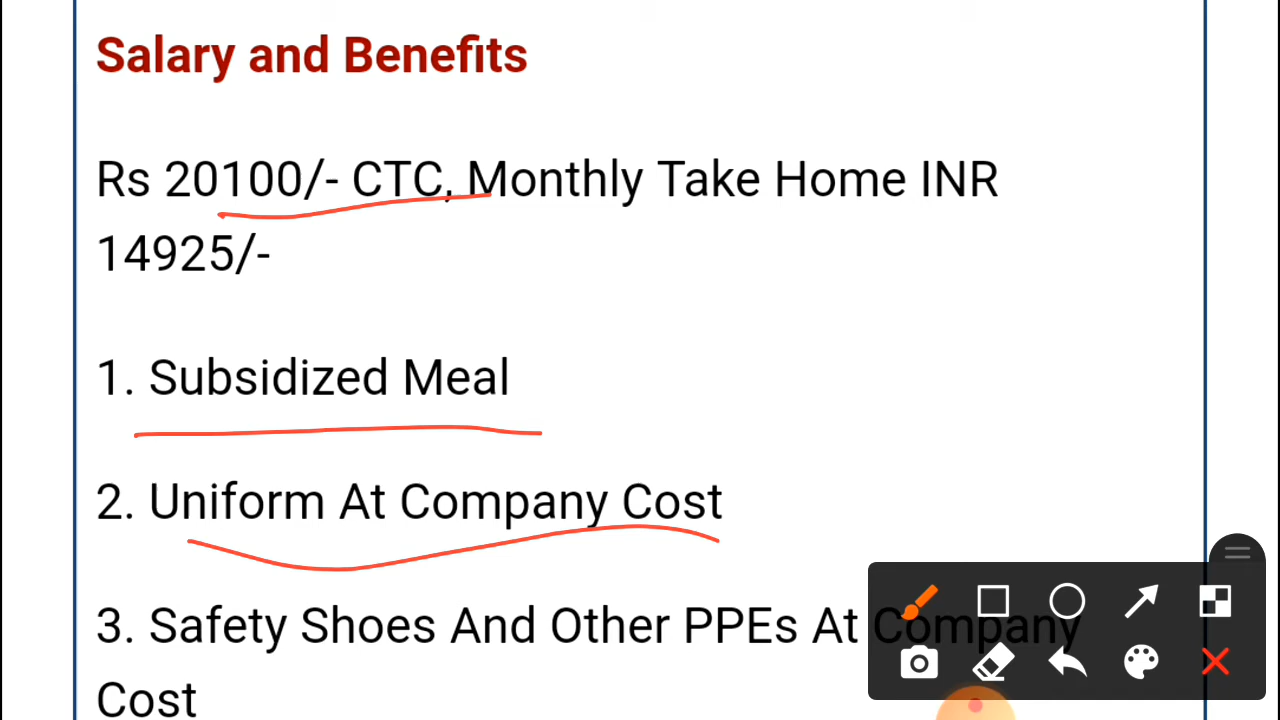 Salary and Benefits
Rs 20100/- CTC, Monthly Take Home INR
14925/-
1. Subsidized Meal
2. Uniform At Company Cost
3. Safety Shoes And Other PPEs At Company
Cost